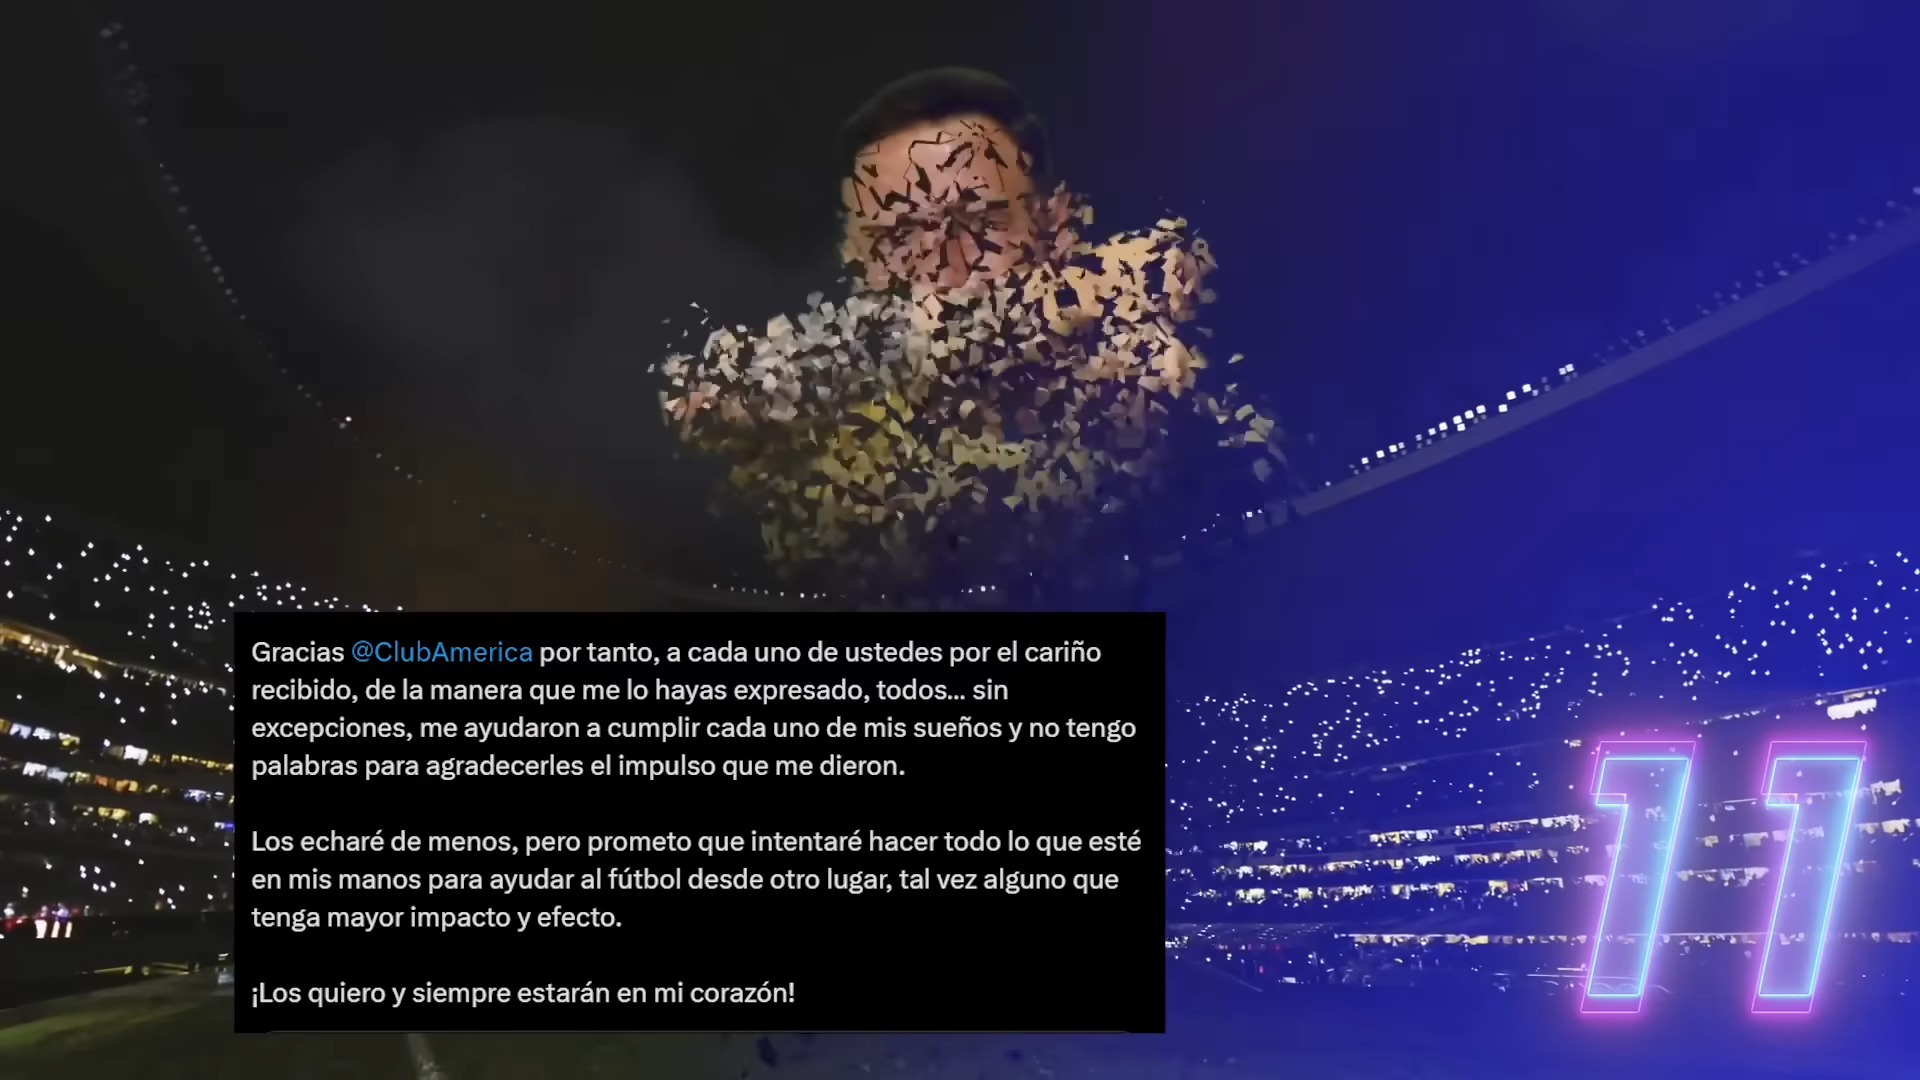 Gracias @ClubAmerica por tanto, a cada uno de ustedes por el cariño
recibido, de la manera que me lo hayas expresado, todos... sin
excepciones, me ayudaron a cumplir cada uno de mis sueños y no tengo
palabras para agradecerles el impulso que me dieron.
Los echaré de menos, pero prometo que intentaré hacer todo lo que esté
en mis manos para ayudar al fútbol desde otro lugar, tal vez alguno que
tenga mayor impacto y efecto.
¡Los quiero y siempre estarán en mi corazón!
11